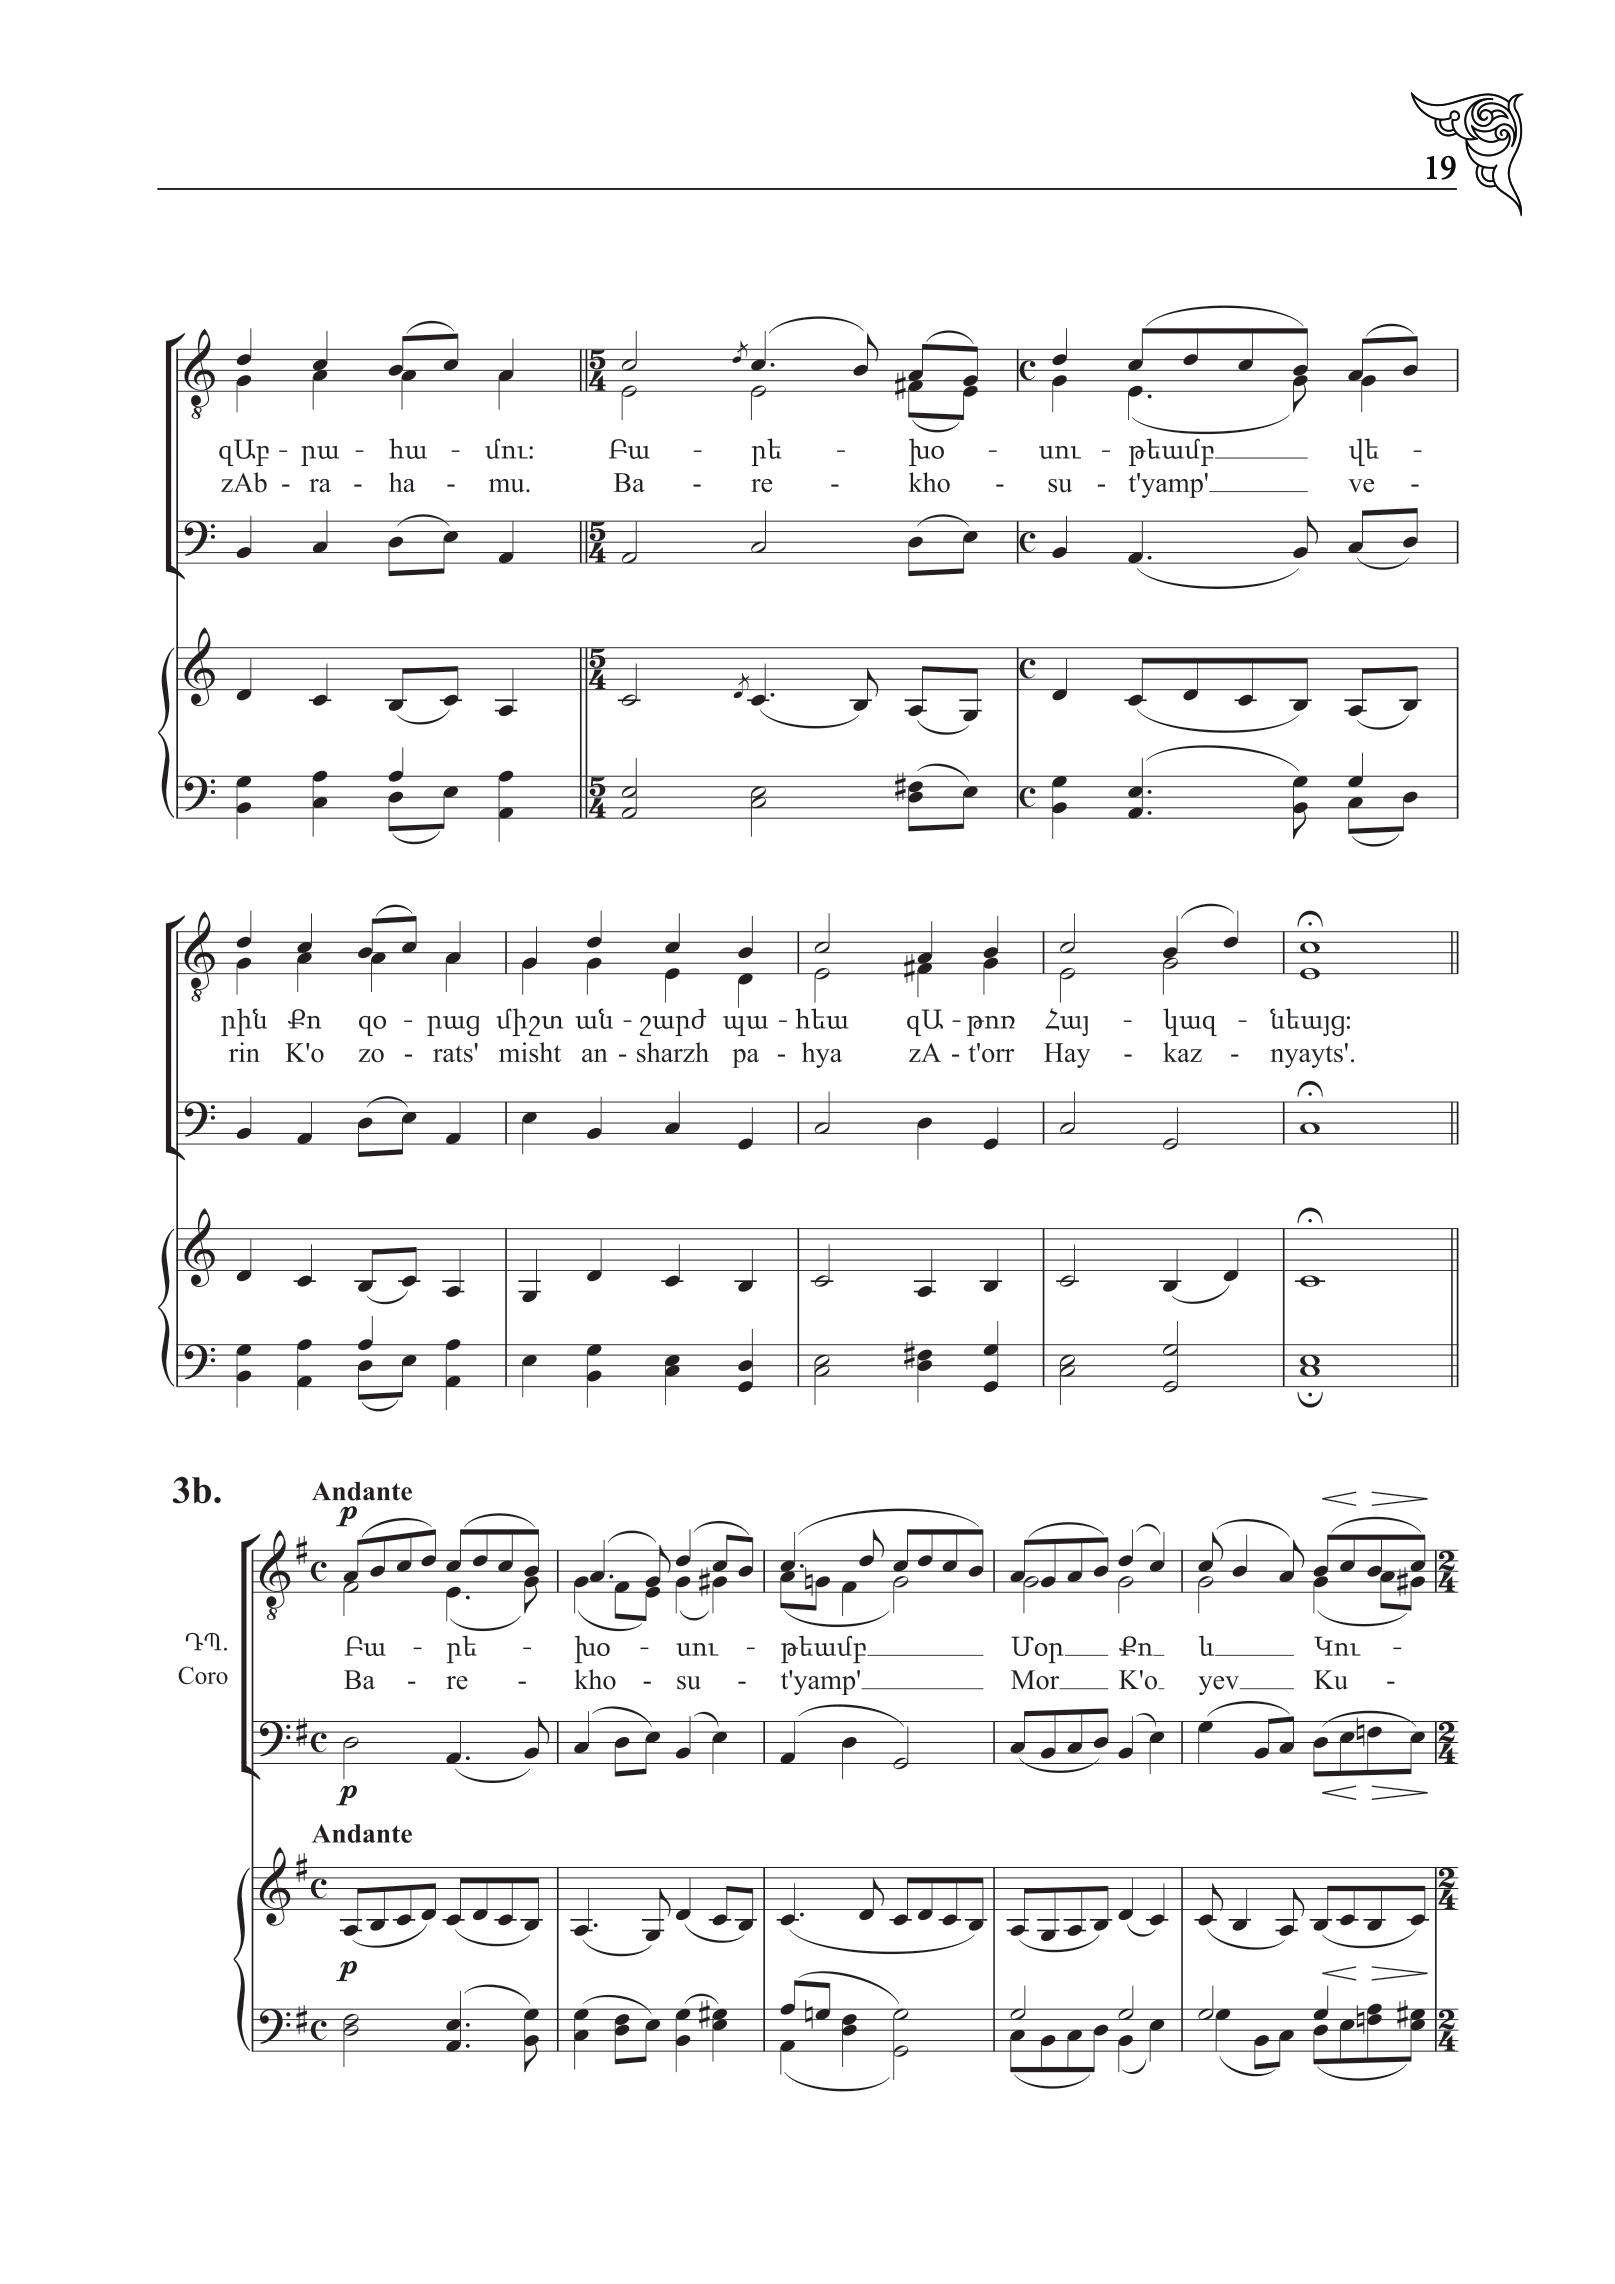 19
զԱբ - րա - հա - մու: Բա - րե - խօ - սու - թեամբ վե -
zAb - ra - ha - mu. Ba - re - kho - su - t'yamp' ve -
րին Քո զօ - րաց միշտ ան - շարժ պա - հեա զԱ - թոռ Հայ - կազ - նեայց:
rin K'o zo - rats' misht an - sharzh pa - hya zA - t'orr Hay - kaz - nyayts'.
3b. Andante
p
ԴՊ. Բա - րե - խօ - սու - թեամբ Մօր Քո և Կու -
Coro Ba - re - kho - su - t'yamp' Mor K'o yev Ku -
p
Andante
p